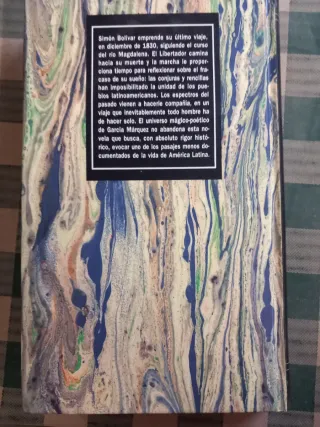 Simón Bolívar emprende su último viaje,
en diciembre de 1830, siguiendo el curso
del río Magdalena. El Libertador camina
hacia su muerte y la marcha le propor-
ciona tiempo para reflexionar sobre el fra-
caso de su sueño: las conjuras y rencillas
han imposibilitado la unidad de los pue-
blos latinoamericanos. Los espectros del
pasado vienen a hacerle compañía, en un
viaje que inevitablemente todo hombre ha
de hacer solo. El universo mágico-poético
de García Márquez no abandona esta no-
vela que busca, con absoluto rigor histó-
rico, evocar uno de los pasajes menos do-
cumentados de la vida de América Latina.